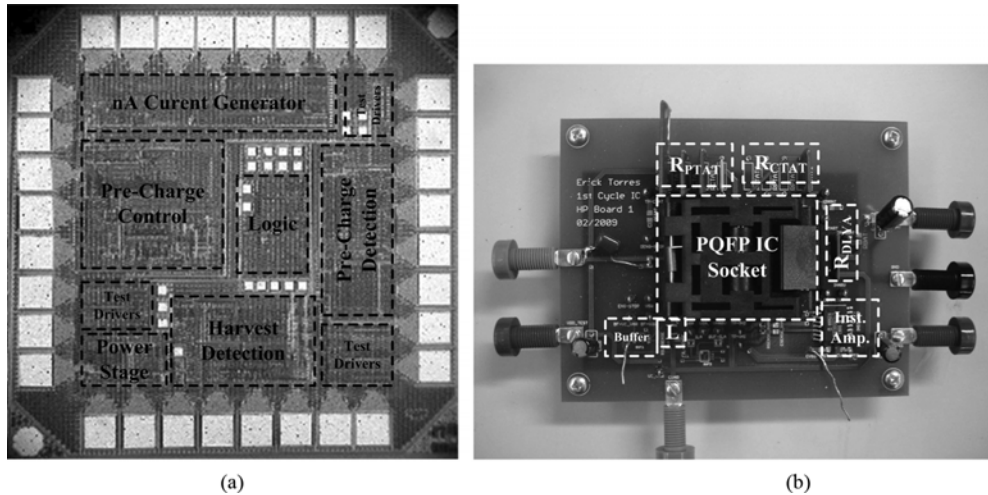 nA Curent Generator
Test
Drivers
Pre-Charge
Control
Logic
Pre-Charge
Detection
Test
Drivers
Power
Stage
Harvest
Detection
Test
Drivers
(a)
RPTAT
RCTAT
Erick Torres
1st Cycle IC
HP Board 1
02/2009
PQFP IC
Socket
RDLYA
Buffer
L
Inst.
Amp.
(b)